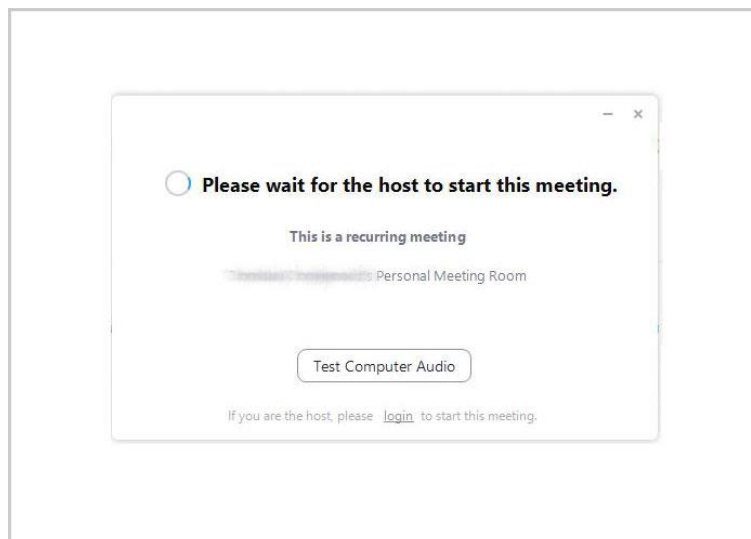 Please wait for the host to start this meeting.
This is a recurring meeting
Personal Meeting Room
Test Computer Audio
If you are the host, please login to start this meeting.